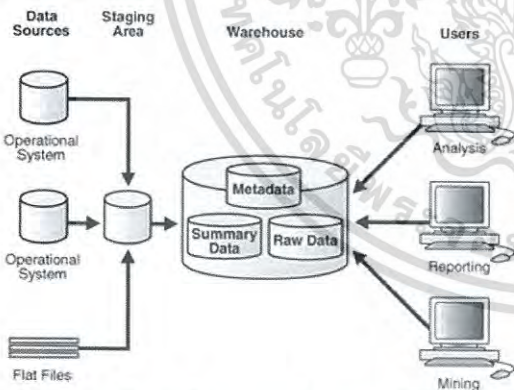 Data Sources
Staging Area
Warehouse
Users
Operational System
Operational System
Flat Files
Metadata
Summary Data
Raw Data
Analysis
Reporting
Mining